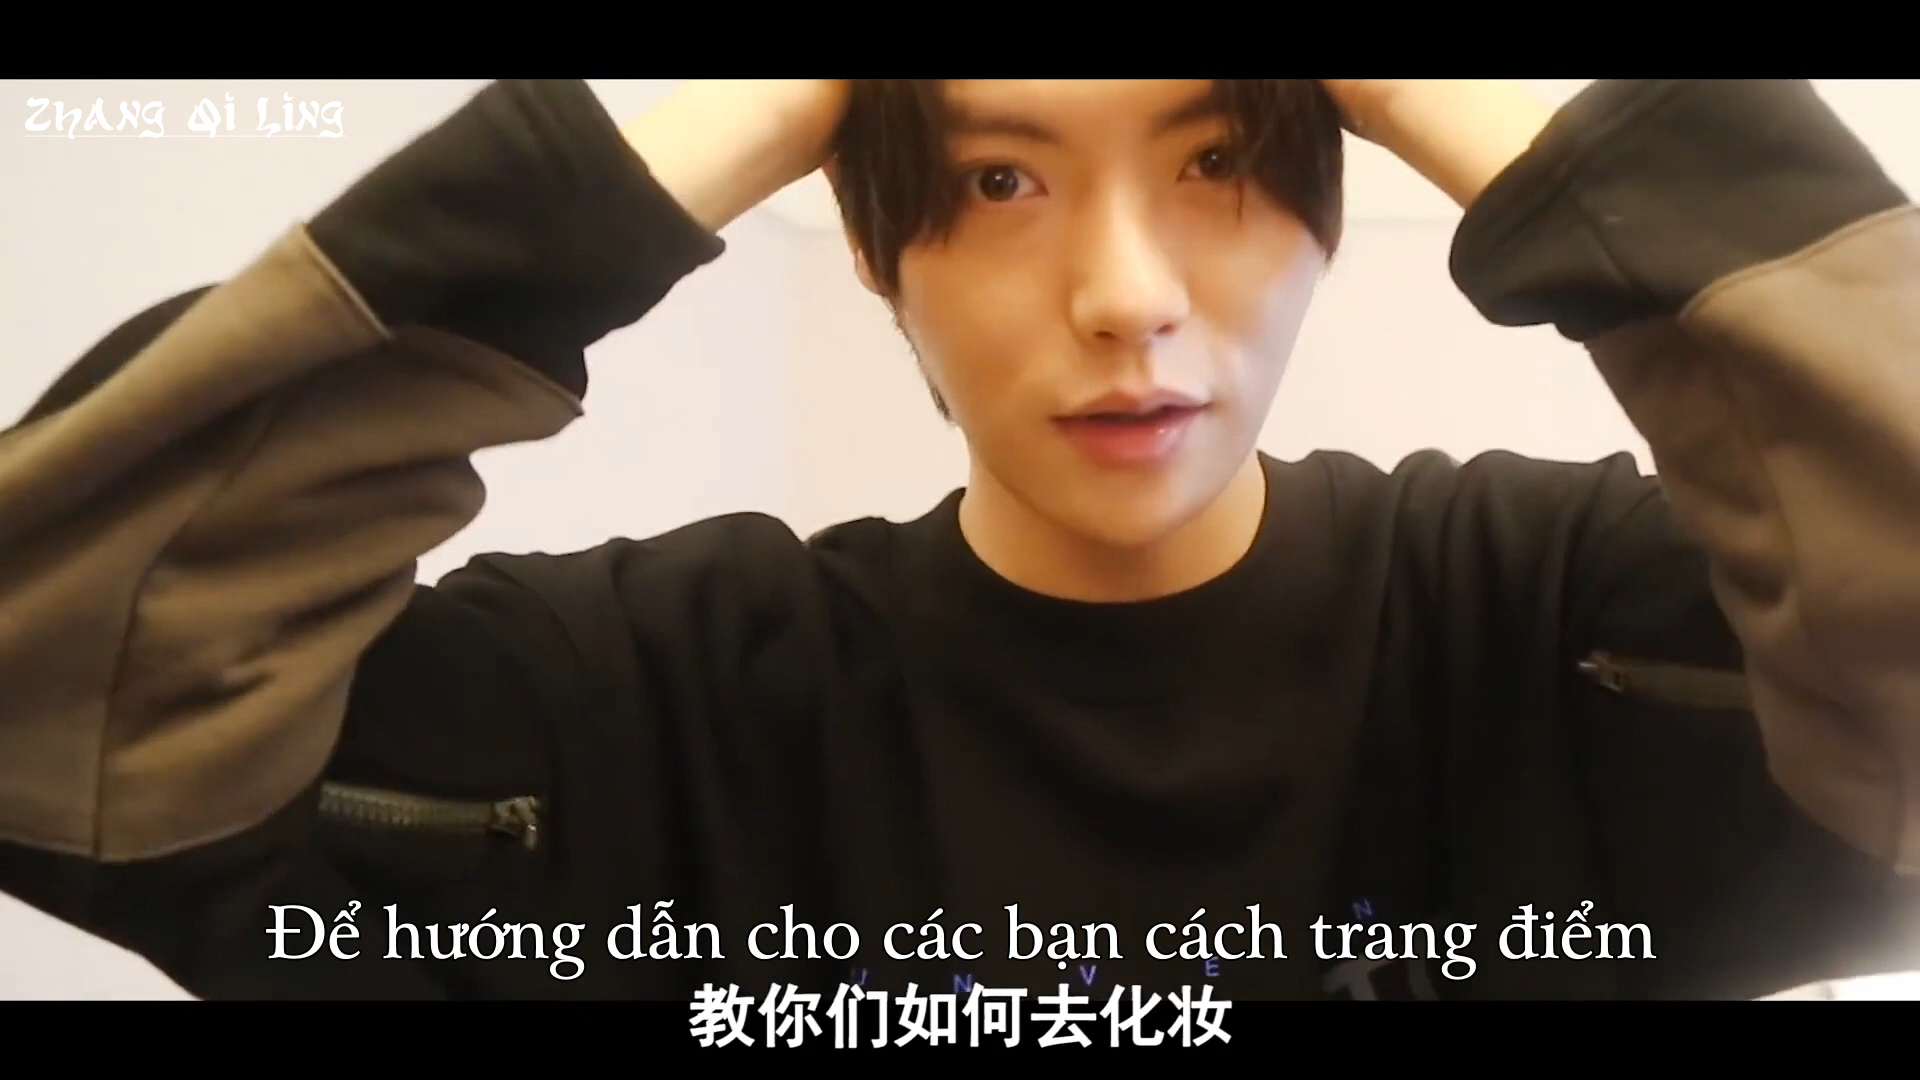 Zhang Qi Ling
Để hướng dẫn cho các bạn cách trang điểm
教你们如何去化妆